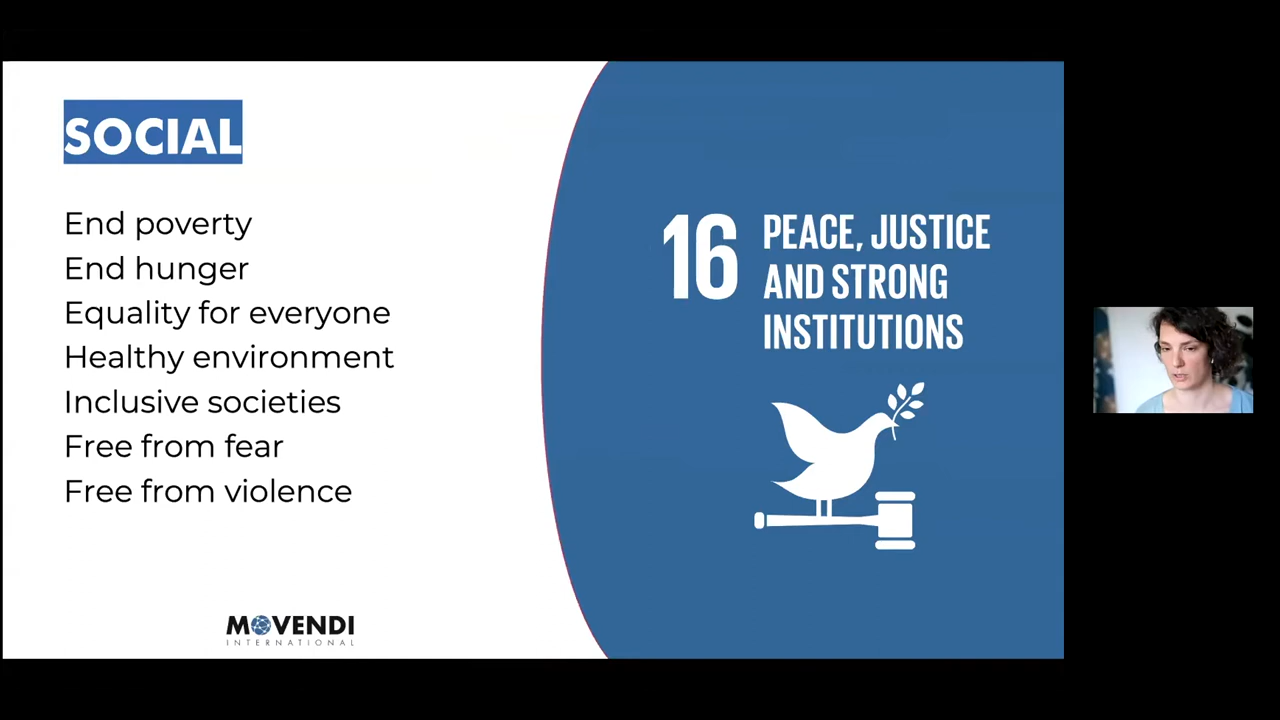 SOCIAL
End poverty
End hunger
Equality for everyone
Healthy environment
Inclusive societies
Free from fear
Free from violence
MOVENDI
INTERNATIONAL
16 PEACE, JUSTICE
AND STRONG
INSTITUTIONS